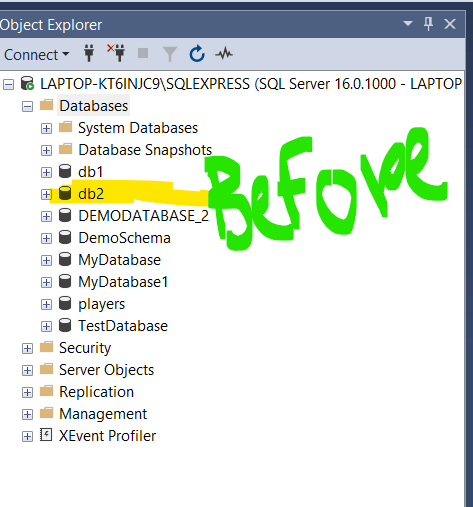 Object Explorer
Connect
LAPTOP-KT6INJC9\SQLEXPRESS (SQL Server 16.0.1000 - LAPTOP
Databases
System Databases
Database Snapshots
db1
db2
Before
DEMODATABASE_2
DemoSchema
MyDatabase
MyDatabase1
players
TestDatabase
Security
Server Objects
Replication
Management
XEvent Profiler